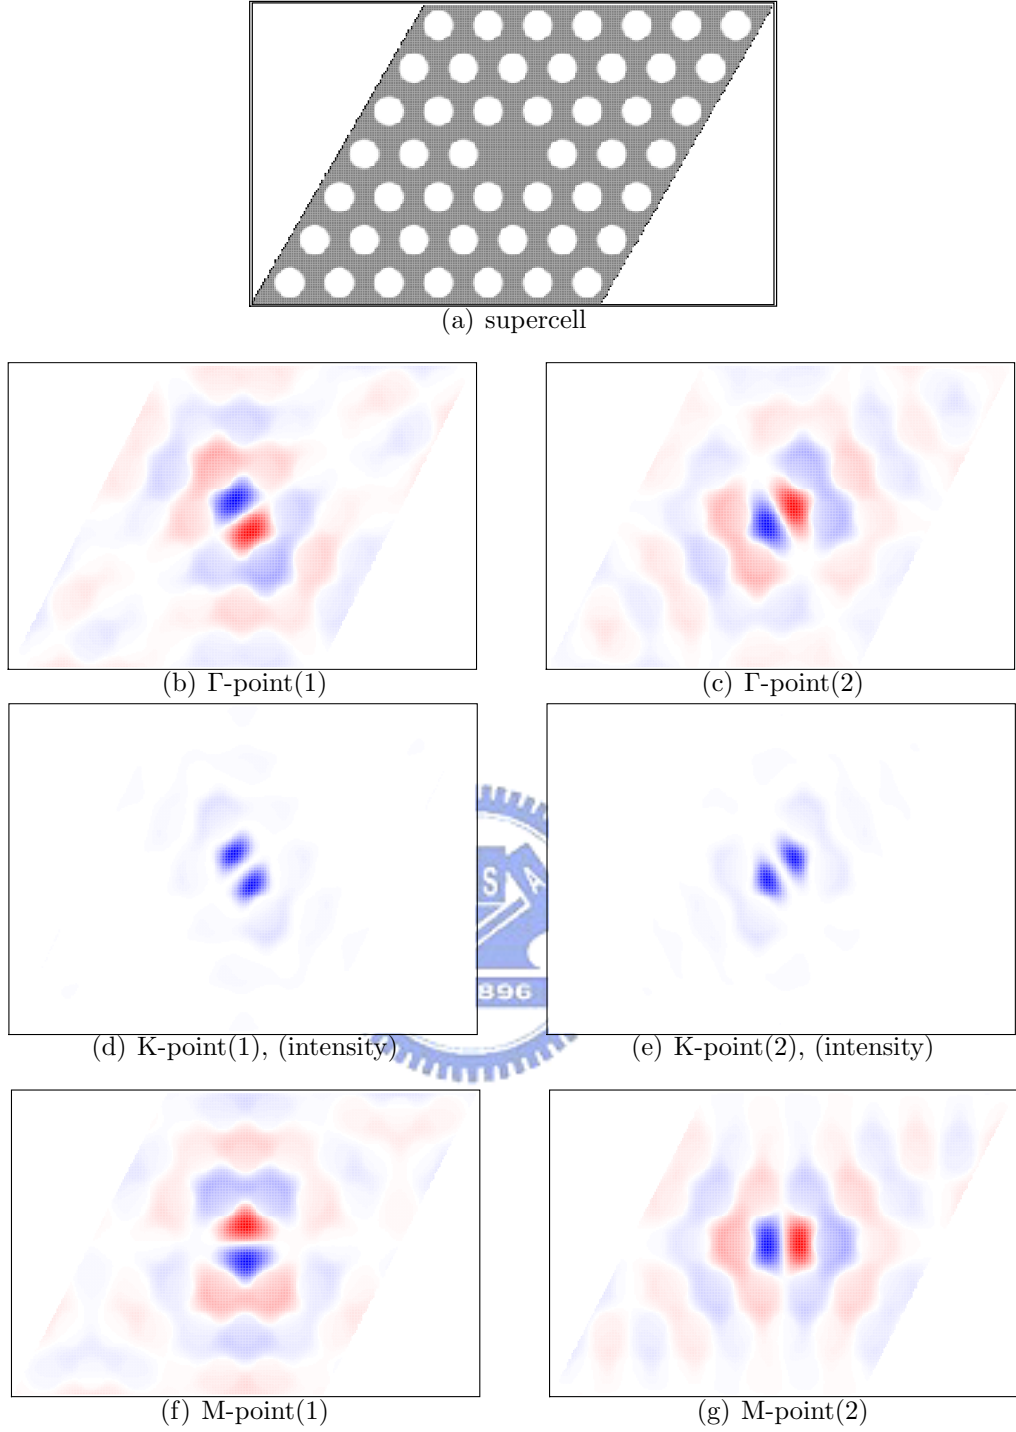 (a) supercell
(b) Γ-point(1)
(c) Γ-point(2)
S
A
896
(d) K-point(1), (intensity)
(e) K-point(2), (intensity)
(f) M-point(1)
(g) M-point(2)